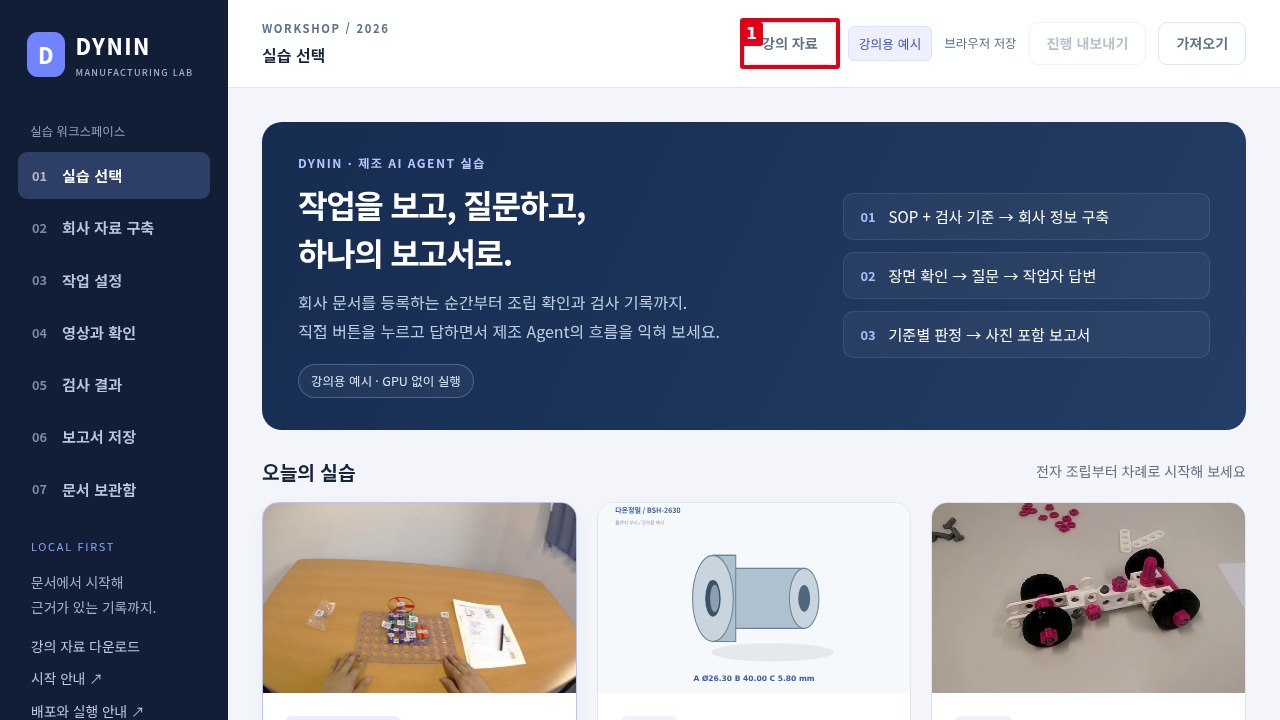 D
DYNIN
MANUFACTURING LAB
실습 워크스페이스
01 실습 선택
02 회사 자료 구축
03 작업 설정
04 영상과 확인
05 검사 결과
06 보고서 저장
07 문서 보관함
LOCAL FIRST
문서에서 시작해
근거가 있는 기록까지.
강의 자료 다운로드
시작 안내 ↗
배포와 실행 안내 ↗
WORKSHOP / 2026
실습 선택
1
강의 자료
강의용 예시
브라우저 저장
진행 내보내기
가져오기
DYNIN · 제조 AI AGENT 실습
작업을 보고, 질문하고,
하나의 보고서로.
회사 문서를 등록하는 순간부터 조립 확인과 검사 기록까지.
직접 버튼을 누르고 답하면서 제조 Agent의 흐름을 익혀 보세요.
강의용 예시 · GPU 없이 실행
01 SOP + 검사 기준 → 회사 정보 구축
02 장면 확인 → 질문 → 작업자 답변
03 기준별 판정 → 사진 포함 보고서
오늘의 실습
전자 조립부터 차례로 시작해 보세요
다온정밀 / BSH-2630
A Ø26.30 B 40.00 C 5.80 mm